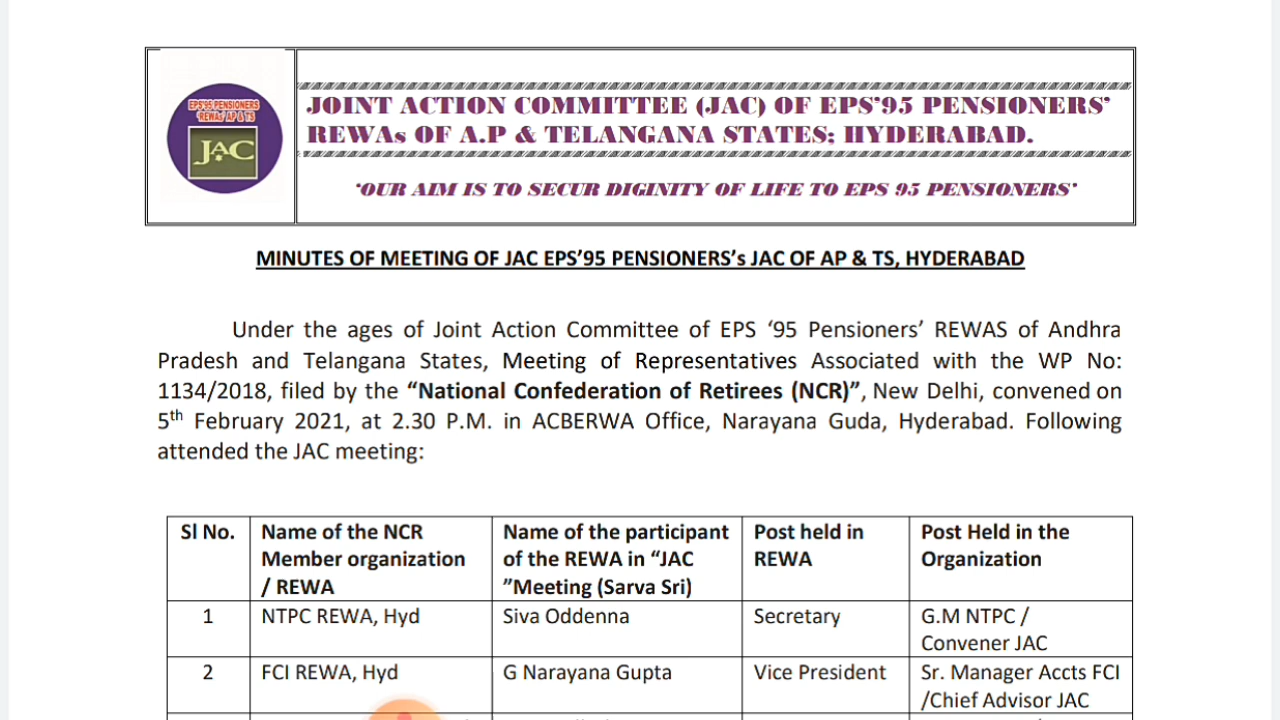 EPS'95 PENSIONERS
REWAs AP & TS
JAC
JOINT ACTION COMMITTEE (JAC) OF EPS'95 PENSIONERS'
REWAs OF A.P & TELANGANA STATES; HYDERABAD.
'OUR AIM IS TO SECUR DIGINITY OF LIFE TO EPS 95 PENSIONERS'
MINUTES OF MEETING OF JAC EPS'95 PENSIONERS's JAC OF AP & TS, HYDERABAD
Under the ages of Joint Action Committee of EPS '95 Pensioners' REWAS of Andhra
Pradesh and Telangana States, Meeting of Representatives Associated with the WP No:
1134/2018, filed by the “National Confederation of Retirees (NCR)”, New Delhi, convened on
5th February 2021, at 2.30 P.M. in ACBERWA Office, Narayana Guda, Hyderabad. Following
attended the JAC meeting:
Sl No. Name of the NCR Name of the participant Post held in Post Held in the
Member organization of the REWA in “JAC REWA Organization
/ REWA ”Meeting (Sarva Sri)
1 NTPC REWA, Hyd Siva Oddenna Secretary G.M NTPC /
Convener JAC
2 FCI REWA, Hyd G Narayana Gupta Vice President Sr. Manager Accts FCI
/Chief Advisor JAC